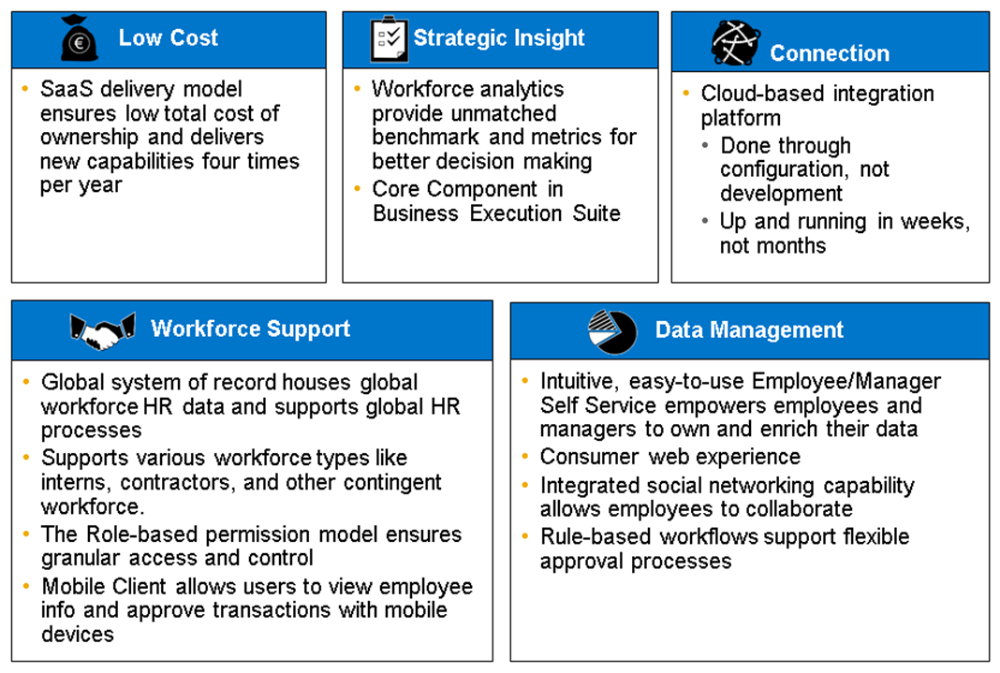 €
Low Cost
• SaaS delivery model
ensures low total cost of
ownership and delivers
new capabilities four times
per year
Strategic Insight
• Workforce analytics
provide unmatched
benchmark and metrics for
better decision making
• Core Component in
Business Execution Suite
Connection
• Cloud-based integration
platform
• Done through
configuration, not
development
• Up and running in weeks,
not months
Workforce Support
• Global system of record houses global
workforce HR data and supports global HR
processes
• Supports various workforce types like
interns, contractors, and other contingent
workforce.
• The Role-based permission model ensures
granular access and control
• Mobile Client allows users to view employee
info and approve transactions with mobile
devices
Data Management
• Intuitive, easy-to-use Employee/Manager
Self Service empowers employees and
managers to own and enrich their data
• Consumer web experience
• Integrated social networking capability
allows employees to collaborate
• Rule-based workflows support flexible
approval processes